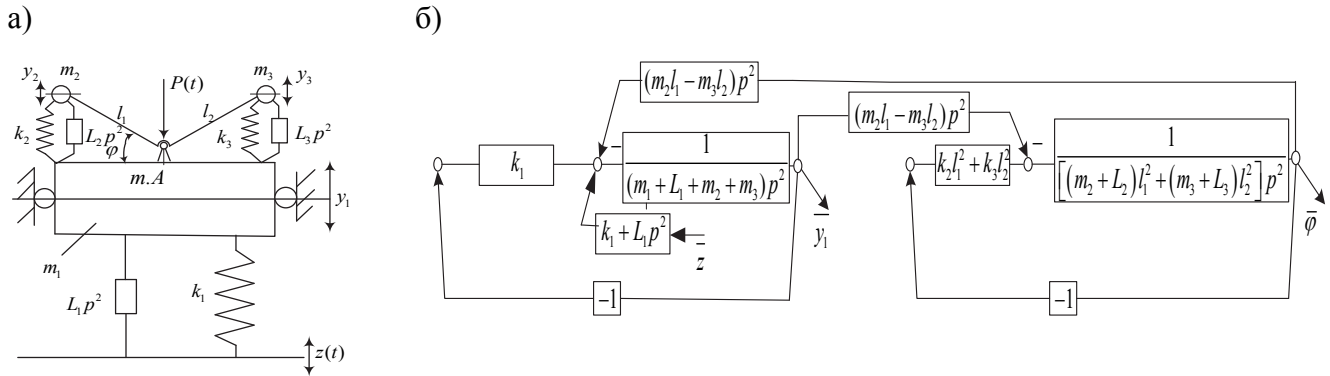 а)
б)
y₂
m₂
P(t)
m₃
y₃
l₁
l₂
k₂
L₂p²
φ
k₃
L₃p²
m.A
y₁
m₁
L₁p²
k₁
z(t)
(m₂l₁ − m₃l₂)p²
(m₂l₁ − m₃l₂)p²
k₁
−
1
(m₁ + L₁ + m₂ + m₃)p²
k₁ + L₁p²
z̄
ȳ₁
−1
k₂l₁² + k₃l₂²
−
1
[(m₂ + L₂)l₁² + (m₃ + L₃)l₂²]p²
φ̄
−1